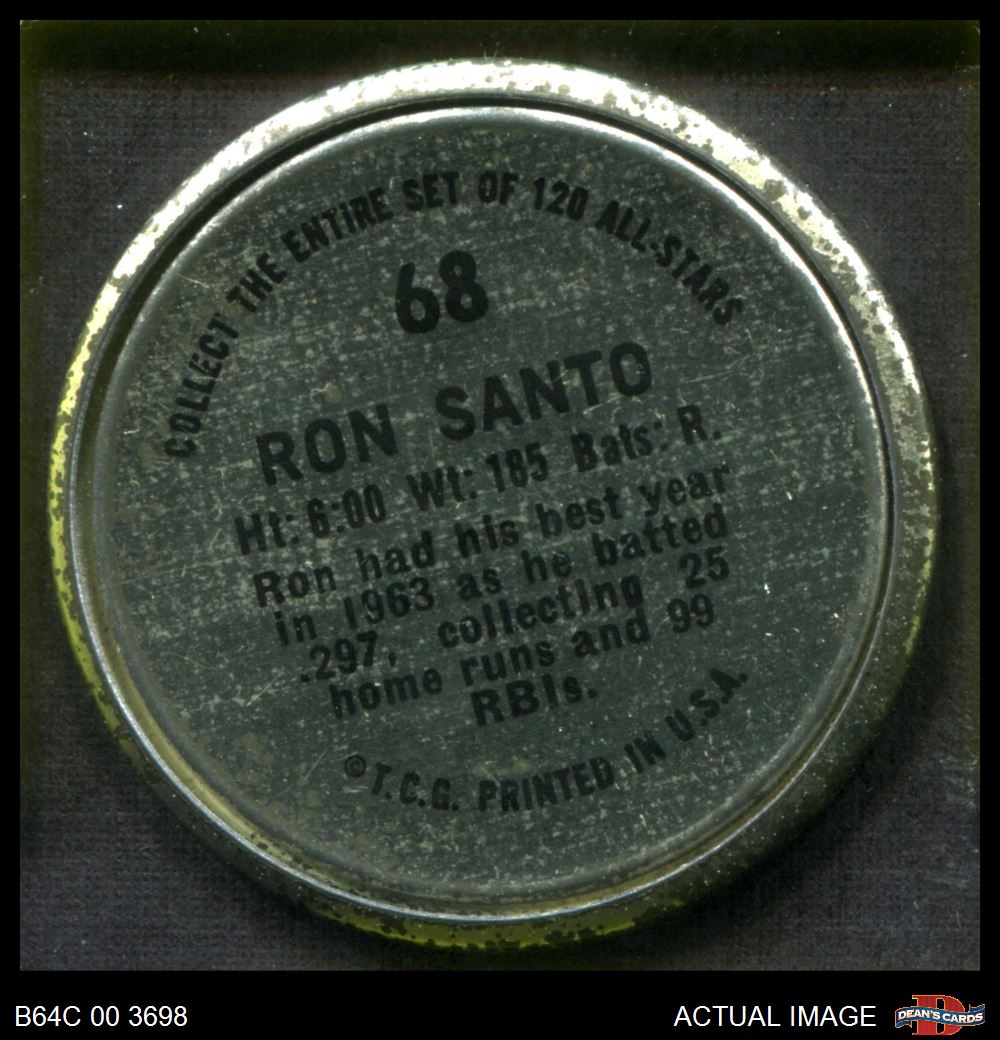 COLLECT THE ENTIRE SET OF 120 ALL-STARS
68
RON SANTO
Ht: 6:00 Wt: 185 Bats: R.
Ron had his best year
in 1963 as he batted
.297, collecting 25
home runs and 99
RBIs.
© T.C.G. PRINTED IN U.S.A.
B64C 00 3698
ACTUAL IMAGE
D
DEAN'S CARDS